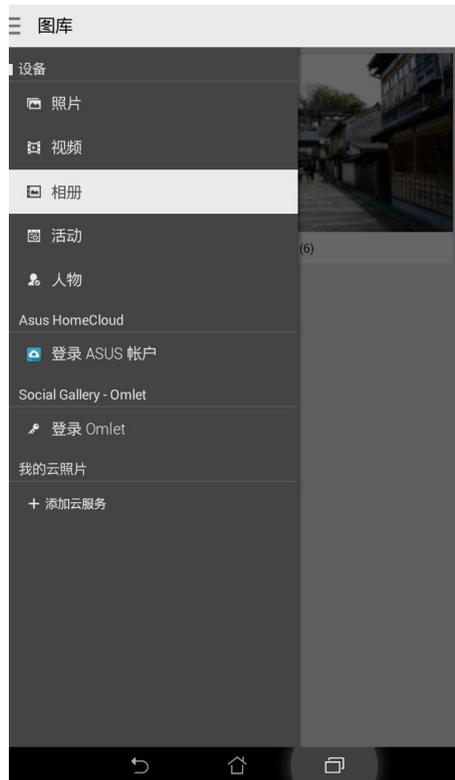 图库
设备
照片
视频
相册
(6)
活动
人物
Asus HomeCloud
登录 ASUS 帐户
Social Gallery - Omlet
登录 Omlet
我的云照片
+ 添加云服务